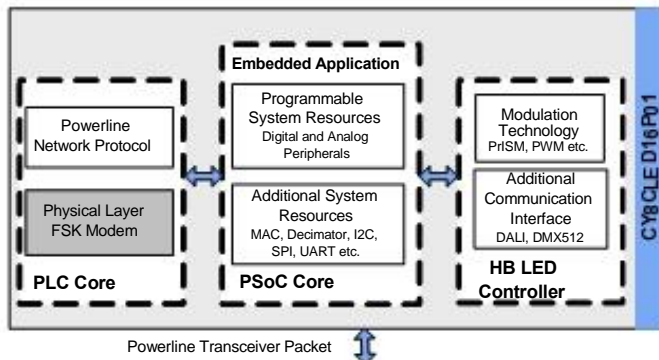 Powerline
Network Protocol
Physical Layer
FSK Modem
PLC Core
Embedded Application
Programmable
System Resources
Digital and Analog
Peripherals
Additional System
Resources
MAC, Decimator, I2C,
SPI, UART etc.
PSoC Core
Modulation
Technology
PrISM, PWM etc.
Additional
Communication
Interface
DALI, DMX512
HB LED
Controller
CY8CLED16P01
Powerline Transceiver Packet